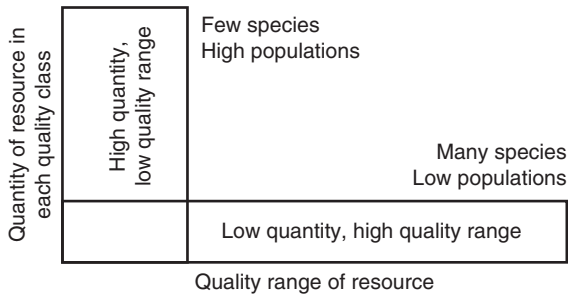 Quantity of resource in
each quality class
High quantity,
low quality range
Few species
High populations
Many species
Low populations
Low quantity, high quality range
Quality range of resource